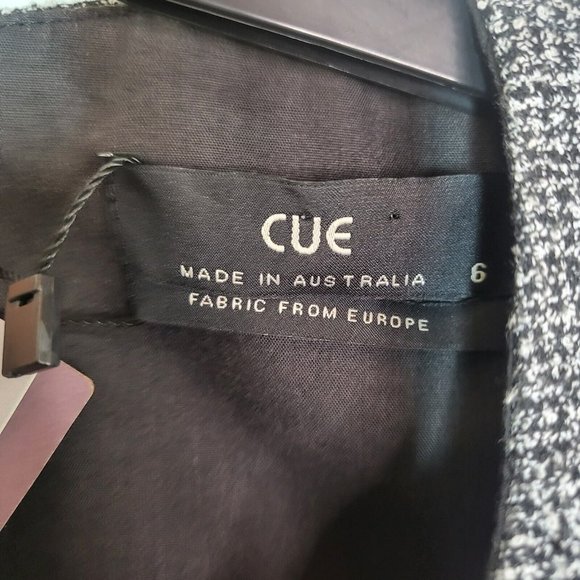 CUE
MADE IN AUSTRALIA 6
FABRIC FROM EUROPE